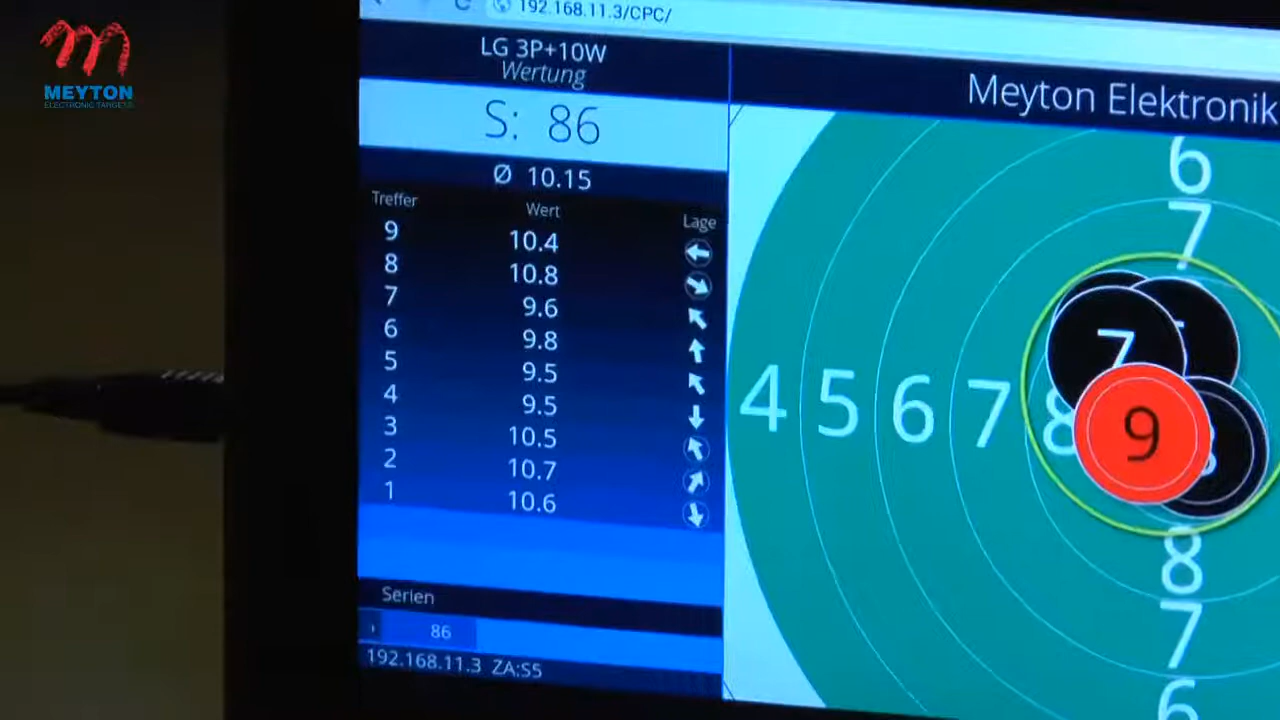 MEYTON
ELECTRONIC TARGETS
192.168.11.3/CPC/
LG 3P+10W
Wertung
S: 86
Ø 10.15
Treffer Wert Lage
9 10.4
8 10.8
7 9.6
6 9.8
5 9.5
4 9.5
3 10.5
2 10.7
1 10.6
Serien
86
192.168.11.3 ZA:S5
Meyton Elektronik
6
7
7
4 5 6 7 8 9
8
7
6